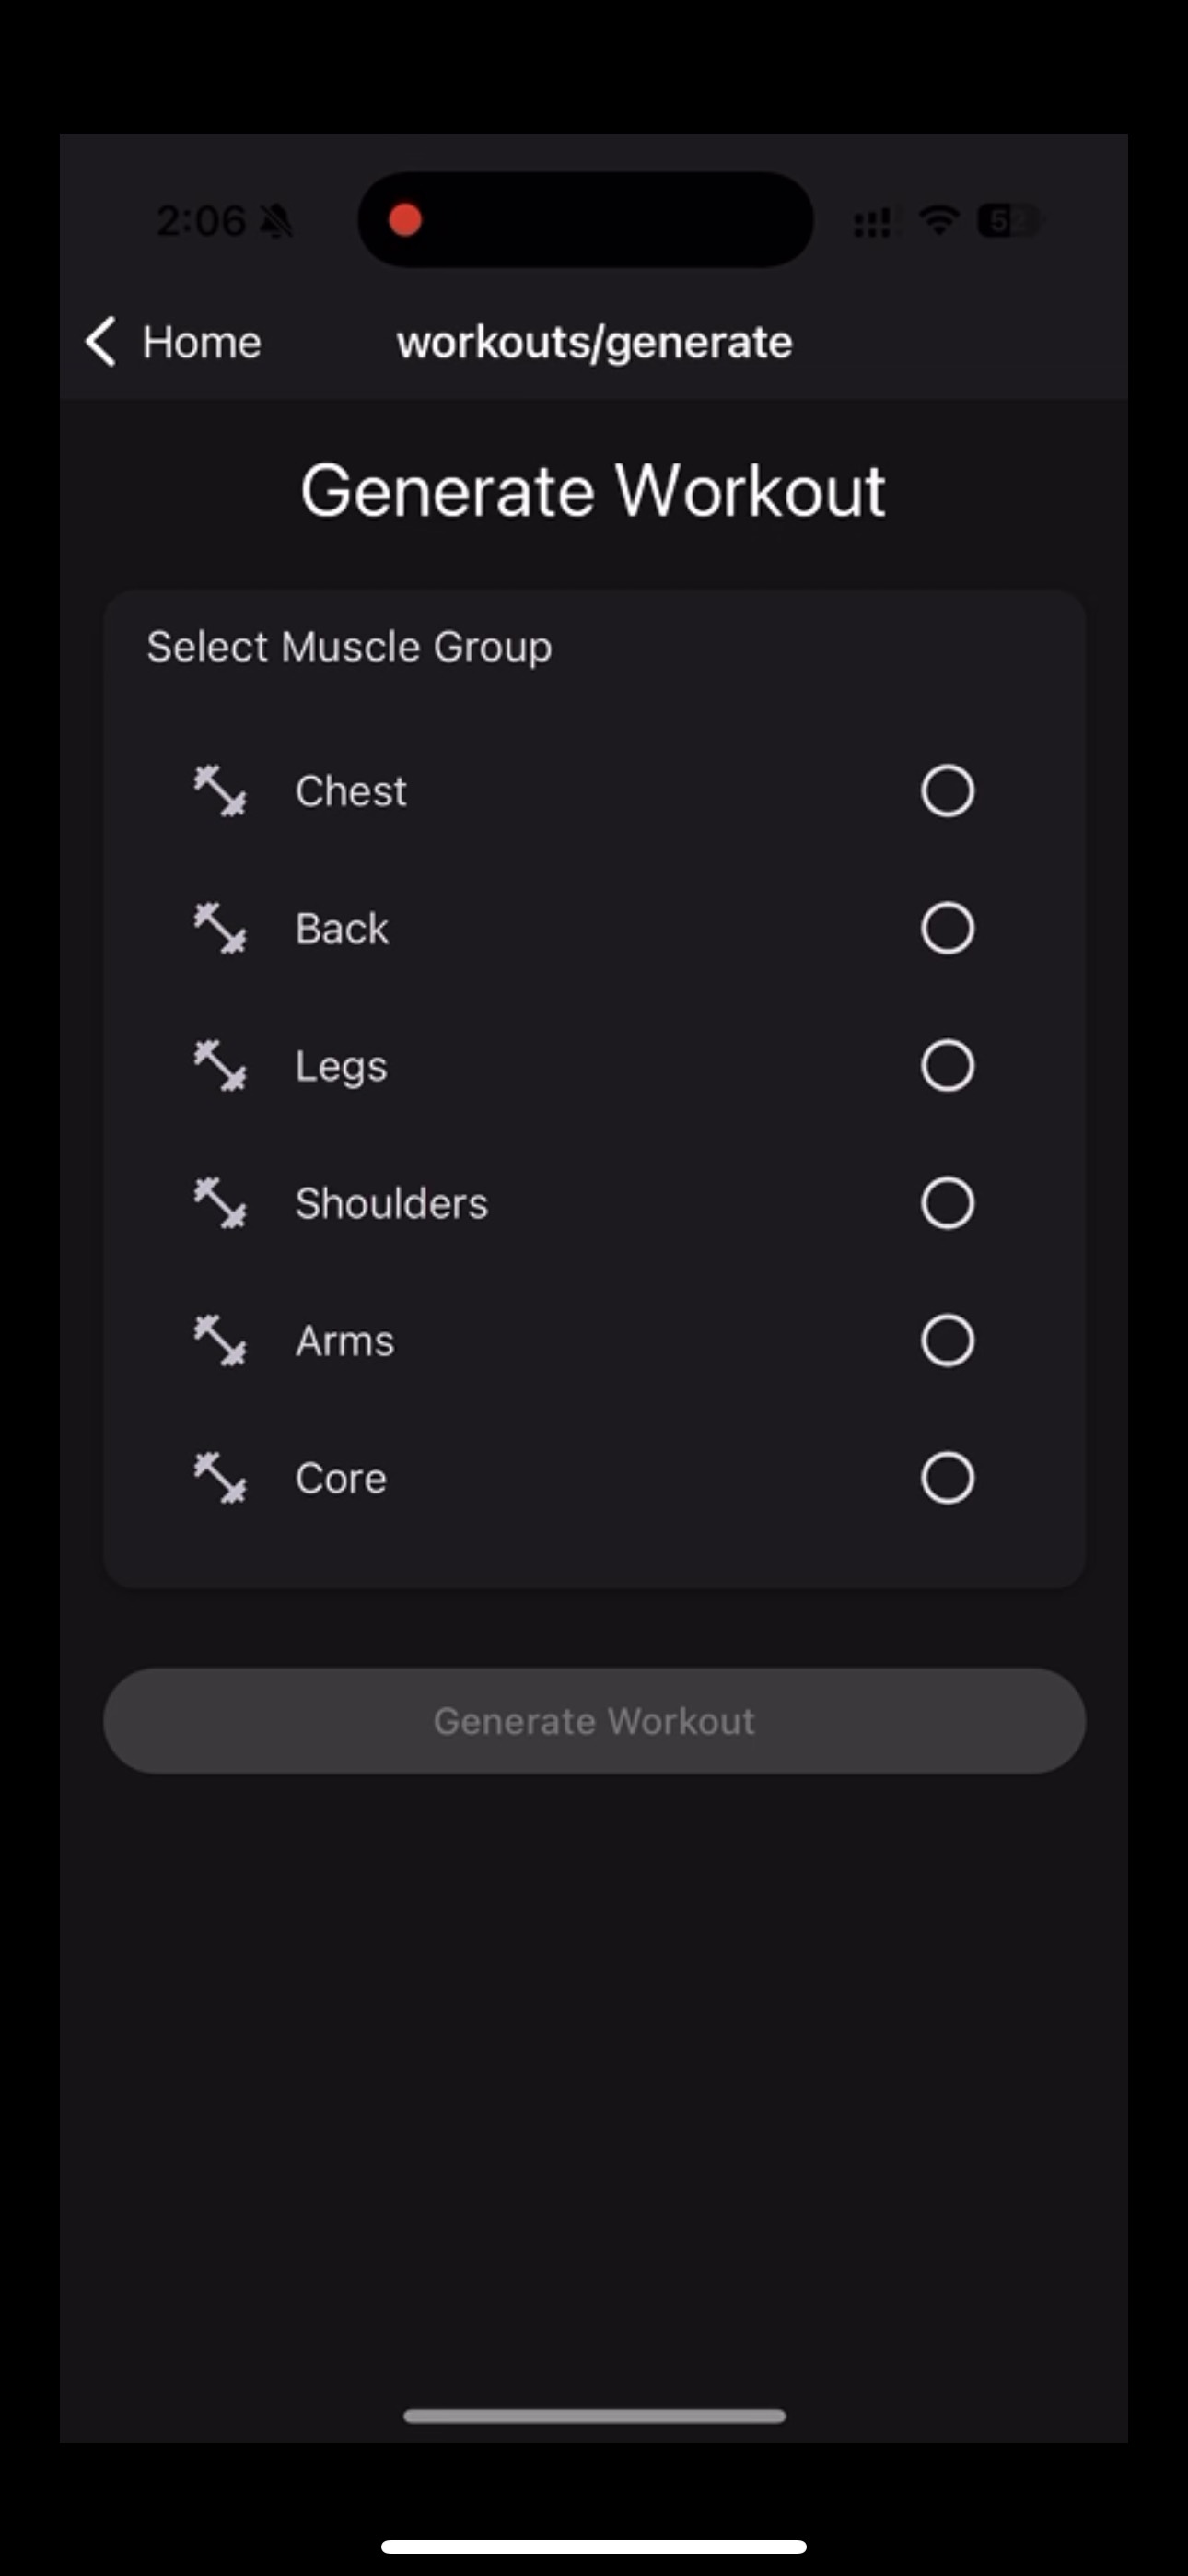 2:06
Home workouts/generate
Generate Workout
Select Muscle Group
Chest
Back
Legs
Shoulders
Arms
Core
Generate Workout